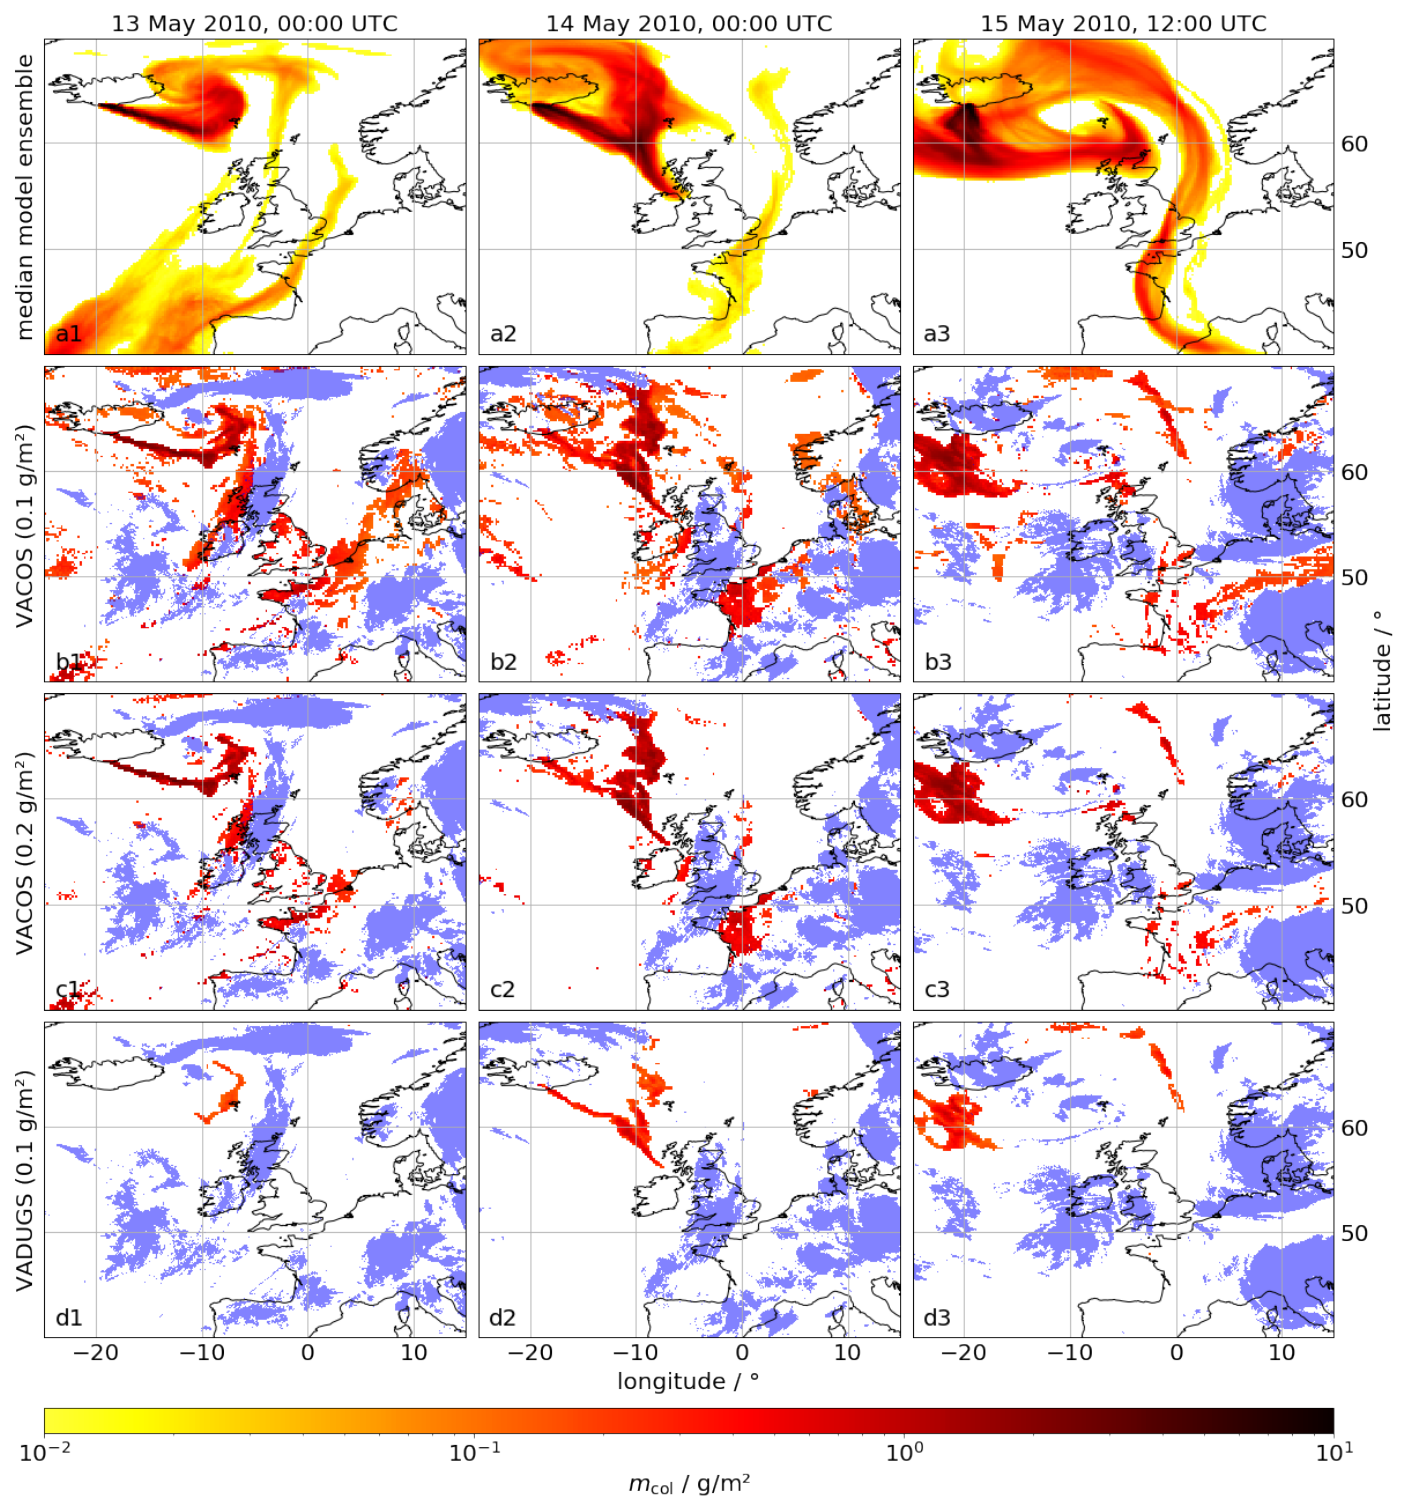 13 May 2010, 00:00 UTC
14 May 2010, 00:00 UTC
15 May 2010, 12:00 UTC
median model ensemble
a1
a2
a3
60
50
VACOS (0.1 g/m²)
b1
b2
b3
60
50
latitude / °
VACOS (0.2 g/m²)
c1
c2
c3
60
50
VADUGS (0.1 g/m²)
d1
d2
d3
60
50
−20 −10 0 10
−20 −10 0 10
−20 −10 0 10
longitude / °
10⁻² 10⁻¹ 10⁰ 10¹
m_col / g/m²